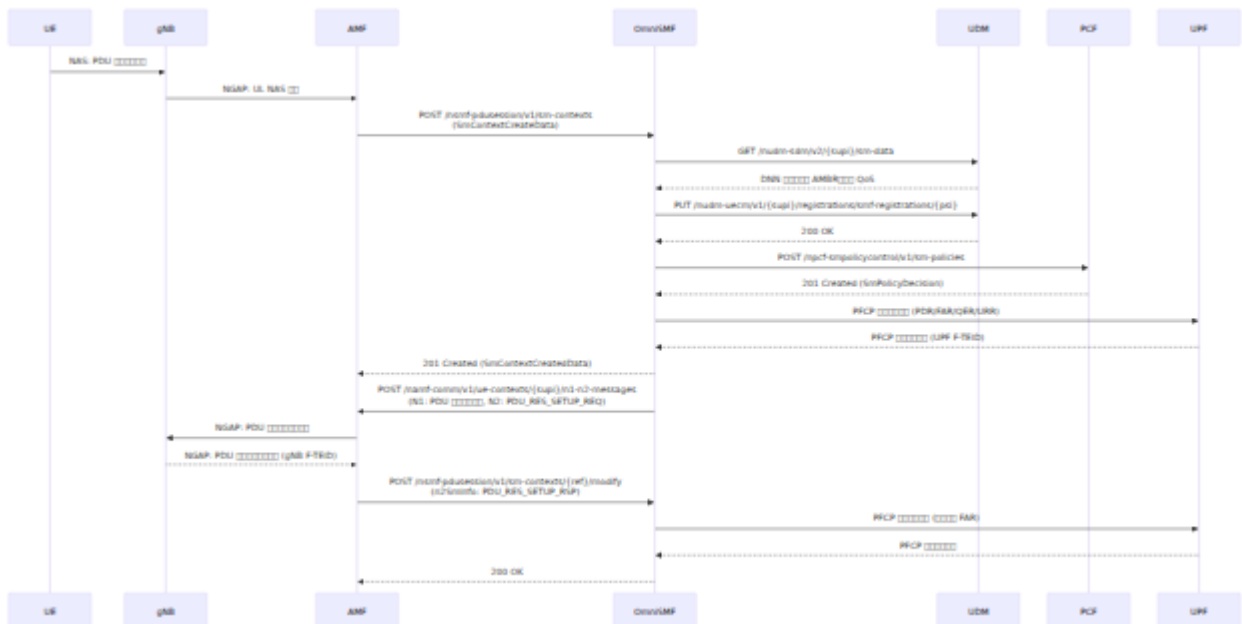 UE gNB AMF OmniSMF UDM PCF UPF
NAS: PDU
NGAP: UL NAS
POST /nsmf-pdusession/v1/sm-contexts
(SmContextCreateData)
GET /nudm-sdm/v2/{supi}/sm-data
DNN AMBR QoS
PUT /nudm-uecm/v1/{supi}/registrations/smf-registrations/{psi}
200 OK
POST /npcf-smpolicycontrol/v1/sm-policies
201 Created (SmPolicyDecision)
PFCP (PDR/FAR/QER/URR)
PFCP (UPF F-TEID)
201 Created (SmContextCreatedData)
POST /namf-comm/v1/ue-contexts/{supi}/n1-n2-messages
(N1: PDU , N2: PDU_RES_SETUP_REQ)
NGAP: PDU
NGAP: PDU (gNB F-TEID)
POST /nsmf-pdusession/v1/sm-contexts/{ref}/modify
(n2SmInfo: PDU_RES_SETUP_RSP)
PFCP ( FAR)
PFCP
200 OK
UE gNB AMF OmniSMF UDM PCF UPF